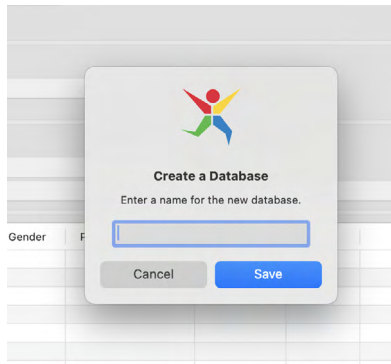 Create a Database
Enter a name for the new database.
Gender
Cancel
Save